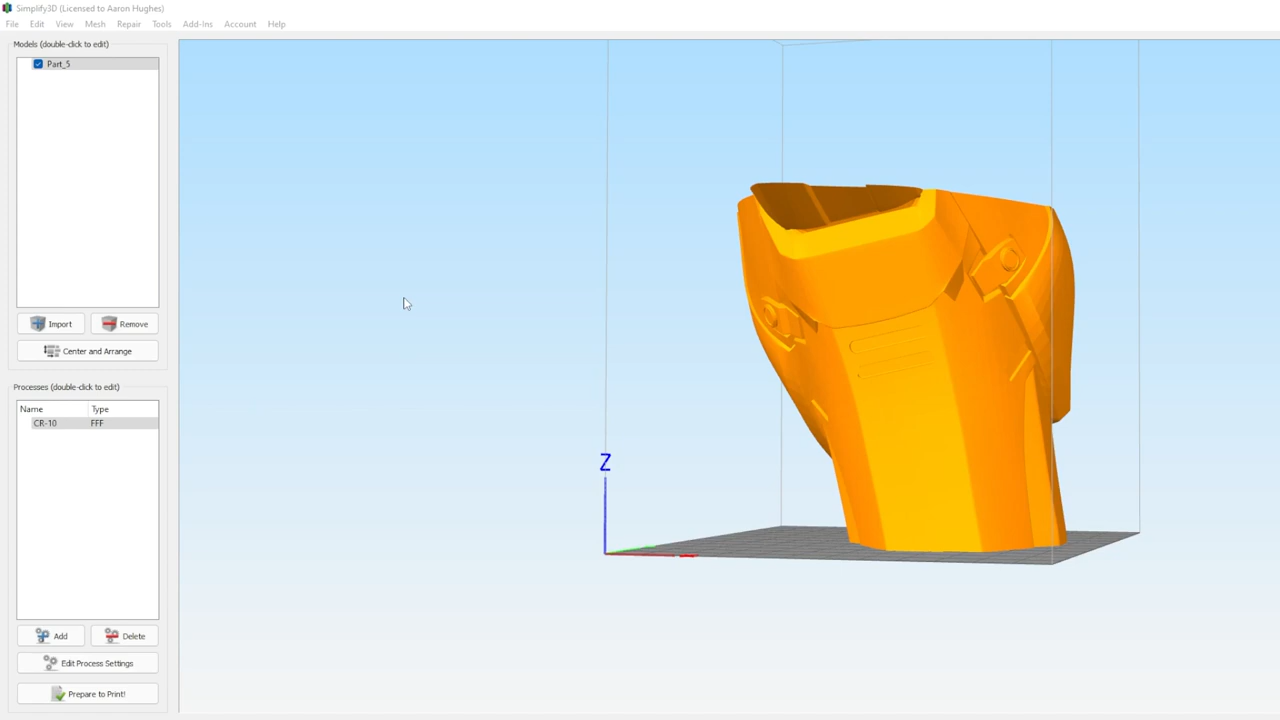 Simplify3D (Licensed to Aaron Hughes)
File Edit View Mesh Repair Tools Add-Ins Account Help
Models (double-click to edit)
Part_5
Import Remove
Center and Arrange
Processes (double-click to edit)
Name Type
CR-10 FFF
Add Delete
Edit Process Settings
Prepare to Print!
Z